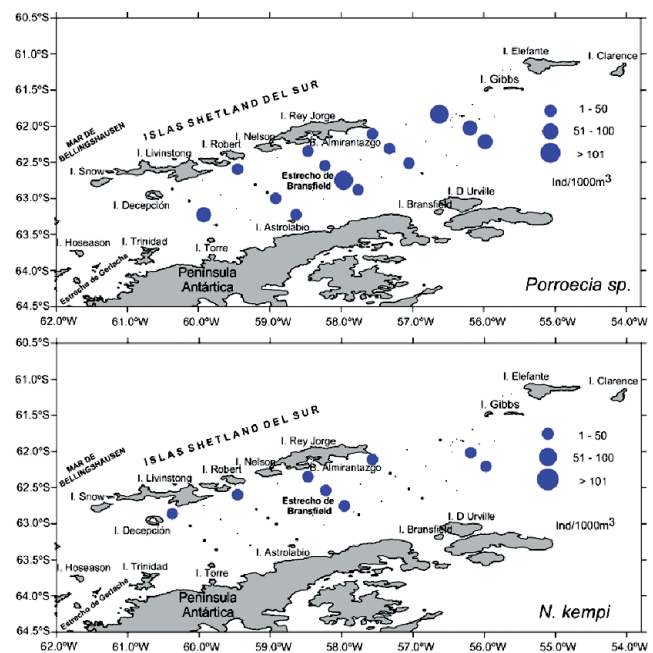 60.5°S
61.0°S
61.5°S
62.0°S
62.5°S
63.0°S
63.5°S
64.0°S
64.5°S
62.0°W 61.0°W 60.0°W 59.0°W 58.0°W 57.0°W 56.0°W 55.0°W 54.0°W
MAR DE
BELLINGSHAUSEN
ISLAS SHETLAND DEL SUR
I. Elefante
I. Clarence
I. Gibbs
I. Rey Jorge
I. Nelson
B. Almirantazgo
I. Robert
I. Livinstong
I. Snow
I. Decepción
Estrecho de
Bransfield
I. D Urville
I. Bransfield
I. Astrolabio
I. Hoseason
I. Trinidad
I. Torre
Estrecho de Gerlache
Península
Antártica
1 - 50
51 - 100
> 101
Ind/1000m3
Porroecia sp.
60.5°S
61.0°S
61.5°S
62.0°S
62.5°S
63.0°S
63.5°S
64.0°S
64.5°S
62.0°W 61.0°W 60.0°W 59.0°W 58.0°W 57.0°W 56.0°W 55.0°W 54.0°W
MAR DE
BELLINGSHAUSEN
ISLAS SHETLAND DEL SUR
I. Elefante
I. Clarence
I. Gibbs
I. Rey Jorge
I. Nelson
B. Almirantazgo
I. Robert
I. Livingstong
I. Snow
I. Decepción
Estrecho de
Bransfield
I. D Urville
I. Bransfield
I. Astrolabio
I. Hoseason
I. Trinidad
I. Torre
Estrecho de Gerlache
Península
Antártica
1 - 50
51 - 100
> 101
Ind/1000m3
N. kempi